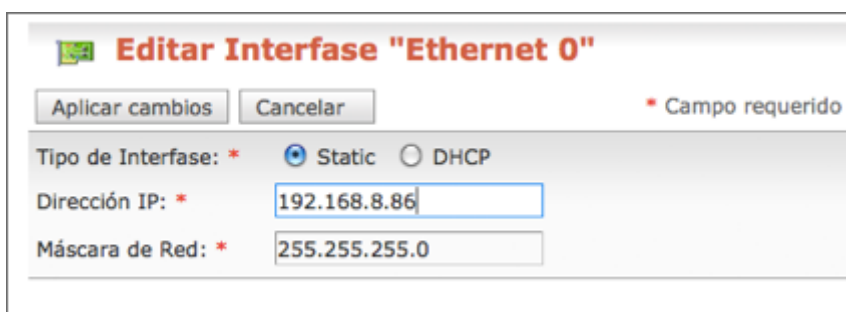 Editar Interfase "Ethernet 0"
Aplicar cambios Cancelar * Campo requerido
Tipo de Interfase: * Static DHCP
Dirección IP: * 192.168.8.86
Máscara de Red: * 255.255.255.0